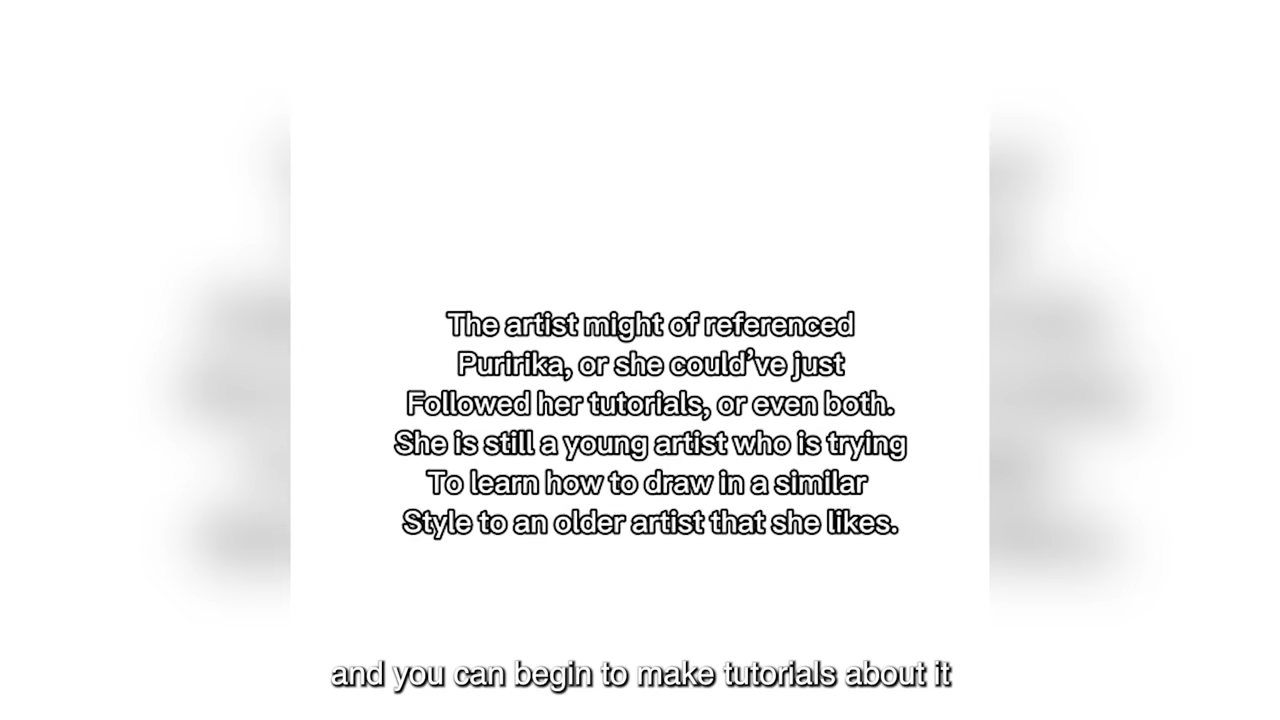 The artist might of referenced
Puririka, or she could've just
Followed her tutorials, or even both.
She is still a young artist who is trying
To learn how to draw in a similar
Style to an older artist that she likes.
and you can begin to make tutorials about it